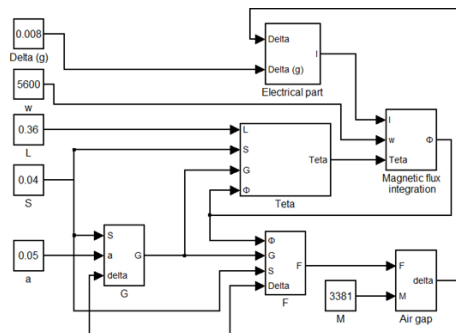 0.008
Delta (g)
5600
w
0.36
L
0.04
S
0.05
a
Delta
Delta (g)
I
Electrical part
L
S
G
Φ
Teta
Teta
I
w
Teta
Φ
Magnetic flux
integration
S
a
delta
G
G
Φ
G
S
Delta
F
F
3381
M
F
M
delta
Air gap